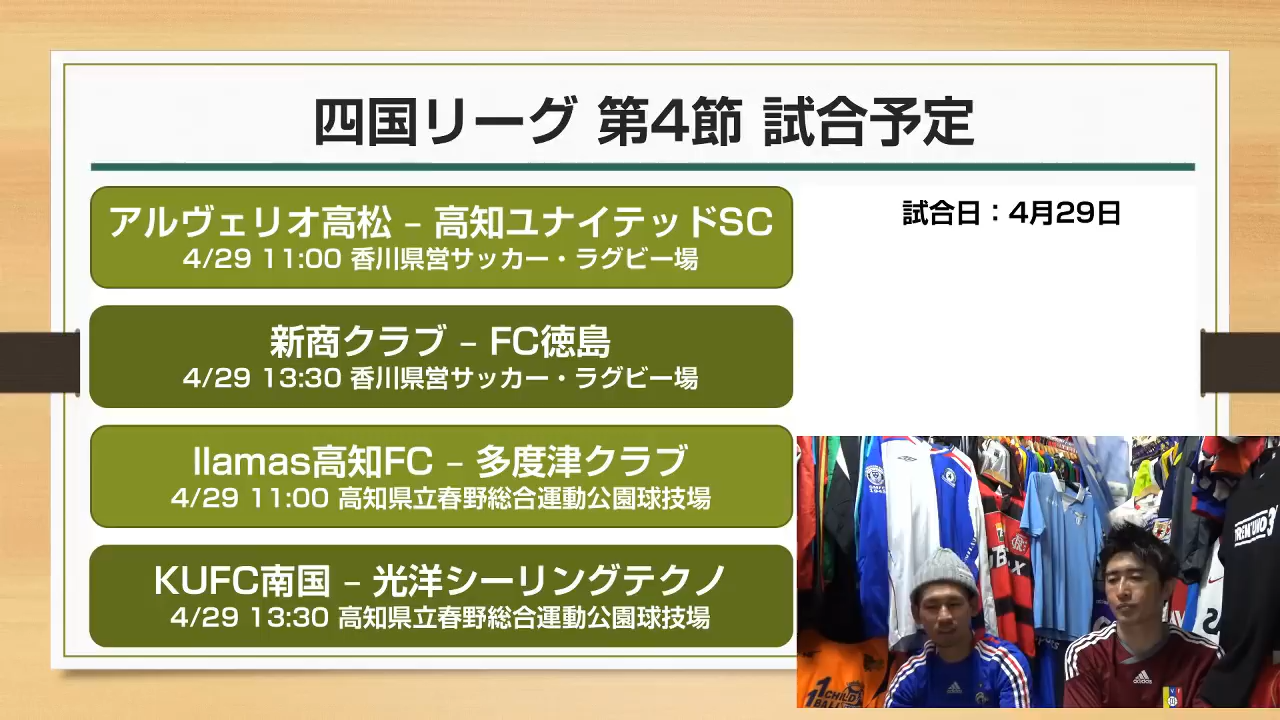 四国リーグ 第4節 試合予定
アルヴェリオ高松 – 高知ユナイテッドSC
4/29 11:00 香川県営サッカー・ラグビー場
新商クラブ – FC徳島
4/29 13:30 香川県営サッカー・ラグビー場
llamas高知FC – 多度津クラブ
4/29 11:00 高知県立春野総合運動公園球技場
KUFC南国 – 光洋シーリングテクノ
4/29 13:30 高知県立春野総合運動公園球技場
試合日：4月29日